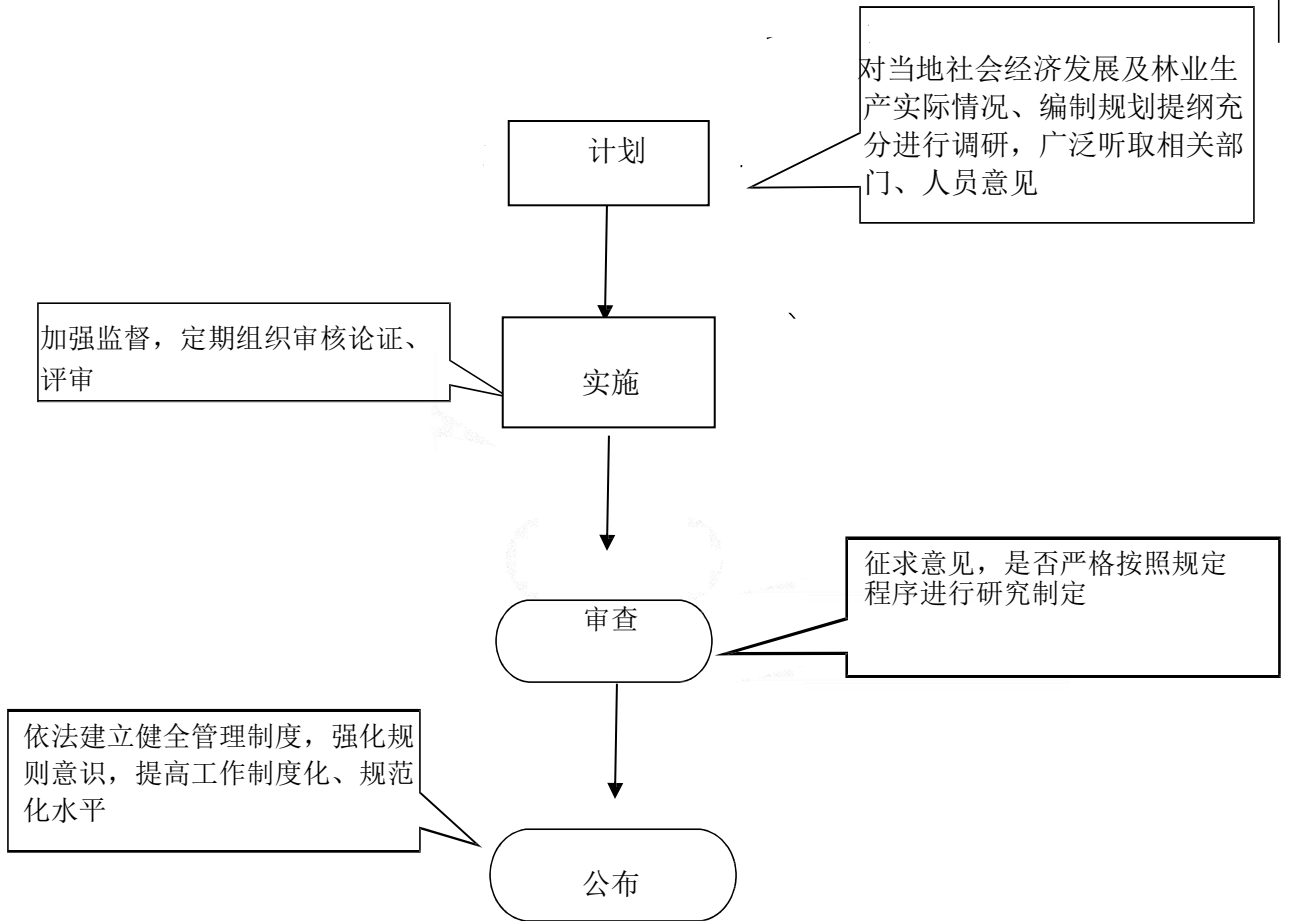 对当地社会经济发展及林业生
产实际情况、编制规划提纲充
分进行调研，广泛听取相关部
门、人员意见
计划
加强监督，定期组织审核论证、
评审
实施
征求意见，是否严格按照规定
程序进行研究制定
审查
依法建立健全管理制度，强化规
则意识，提高工作制度化、规范
化水平
公布